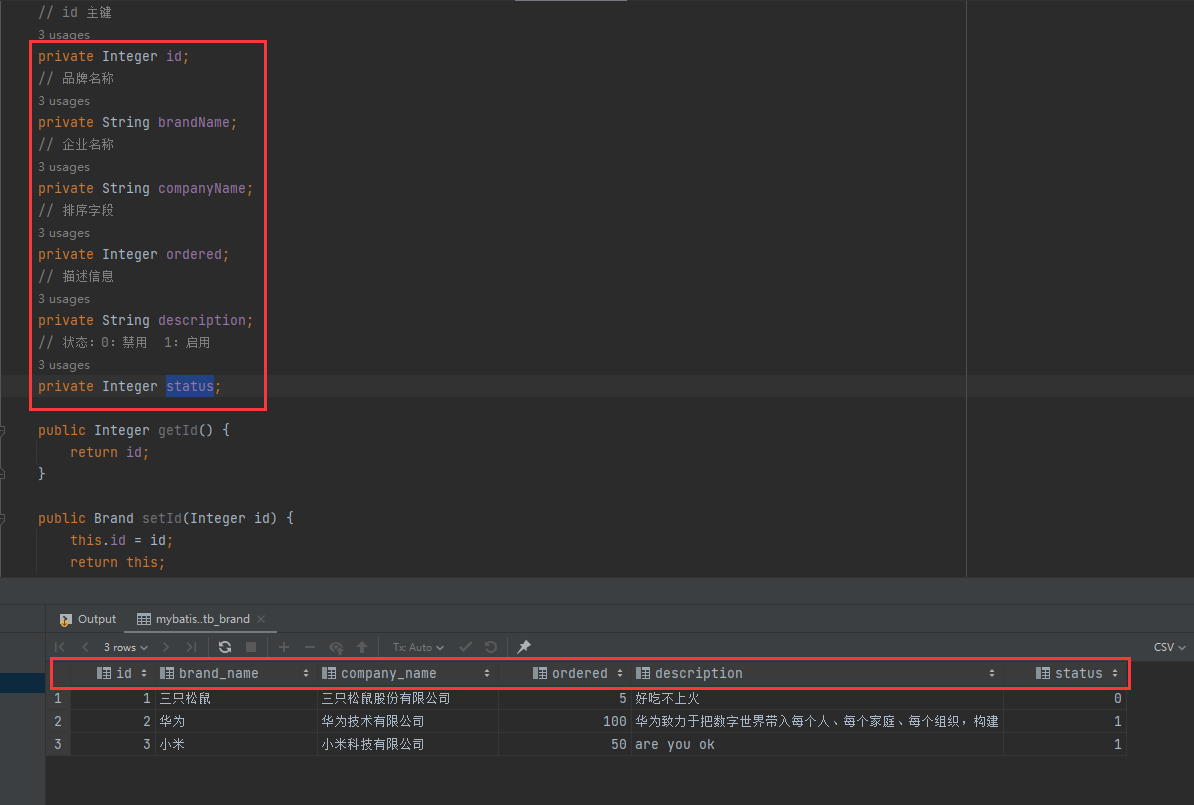 // id 主键
3 usages
private Integer id;
// 品牌名称
3 usages
private String brandName;
// 企业名称
3 usages
private String companyName;
// 排序字段
3 usages
private Integer ordered;
// 描述信息
3 usages
private String description;
// 状态：0：禁用  1：启用
3 usages
private Integer status;
public Integer getId() {
return id;
}
public Brand setId(Integer id) {
this.id = id;
return this;
Output mybatis..tb_brand
3 rows Tx: Auto CSV
id brand_name company_name ordered description status
1 1 三只松鼠 三只松鼠股份有限公司 5 好吃不上火 0
2 2 华为 华为技术有限公司 100 华为致力于把数字世界带入每个人、每个家庭、每个组织，构建 1
3 3 小米 小米科技有限公司 50 are you ok 1